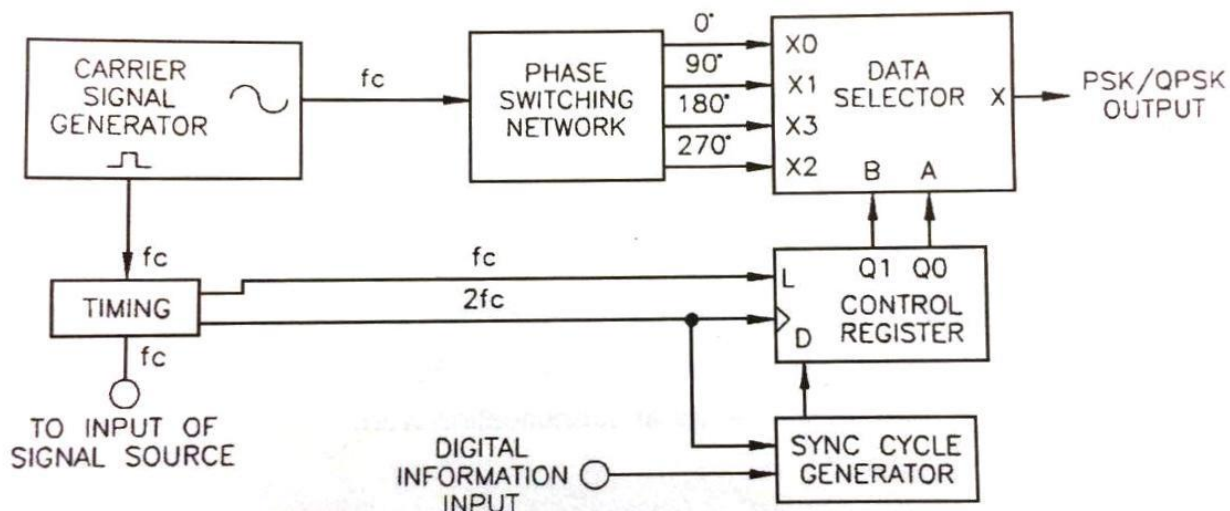 CARRIER
SIGNAL
GENERATOR
fc
PHASE
SWITCHING
NETWORK
0°
90°
180°
270°
X0
X1
X3
X2
DATA
SELECTOR
X
B A
PSK/QPSK
OUTPUT
fc
TIMING
fc
TO INPUT OF
SIGNAL SOURCE
fc
2fc
L
D
Q1 Q0
CONTROL
REGISTER
DIGITAL
INFORMATION
INPUT
SYNC CYCLE
GENERATOR